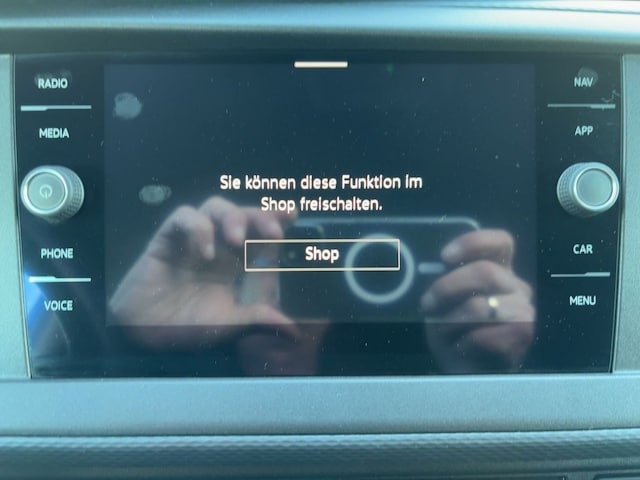 RADIO
NAV
MEDIA
APP
Sie können diese Funktion im
Shop freischalten.
Shop
PHONE
CAR
VOICE
MENU